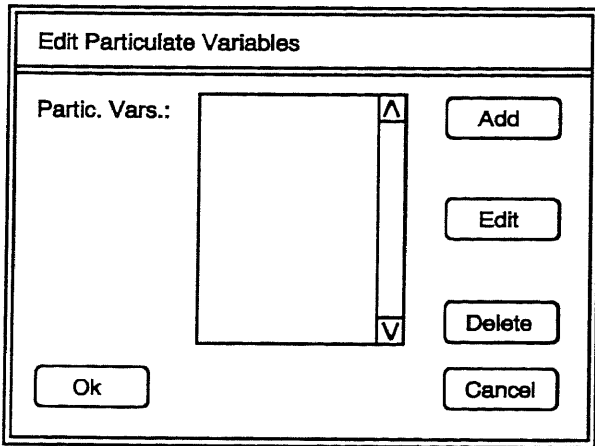 Edit Particulate Variables
Partic. Vars.:
Add
Edit
Delete
Ok
Cancel